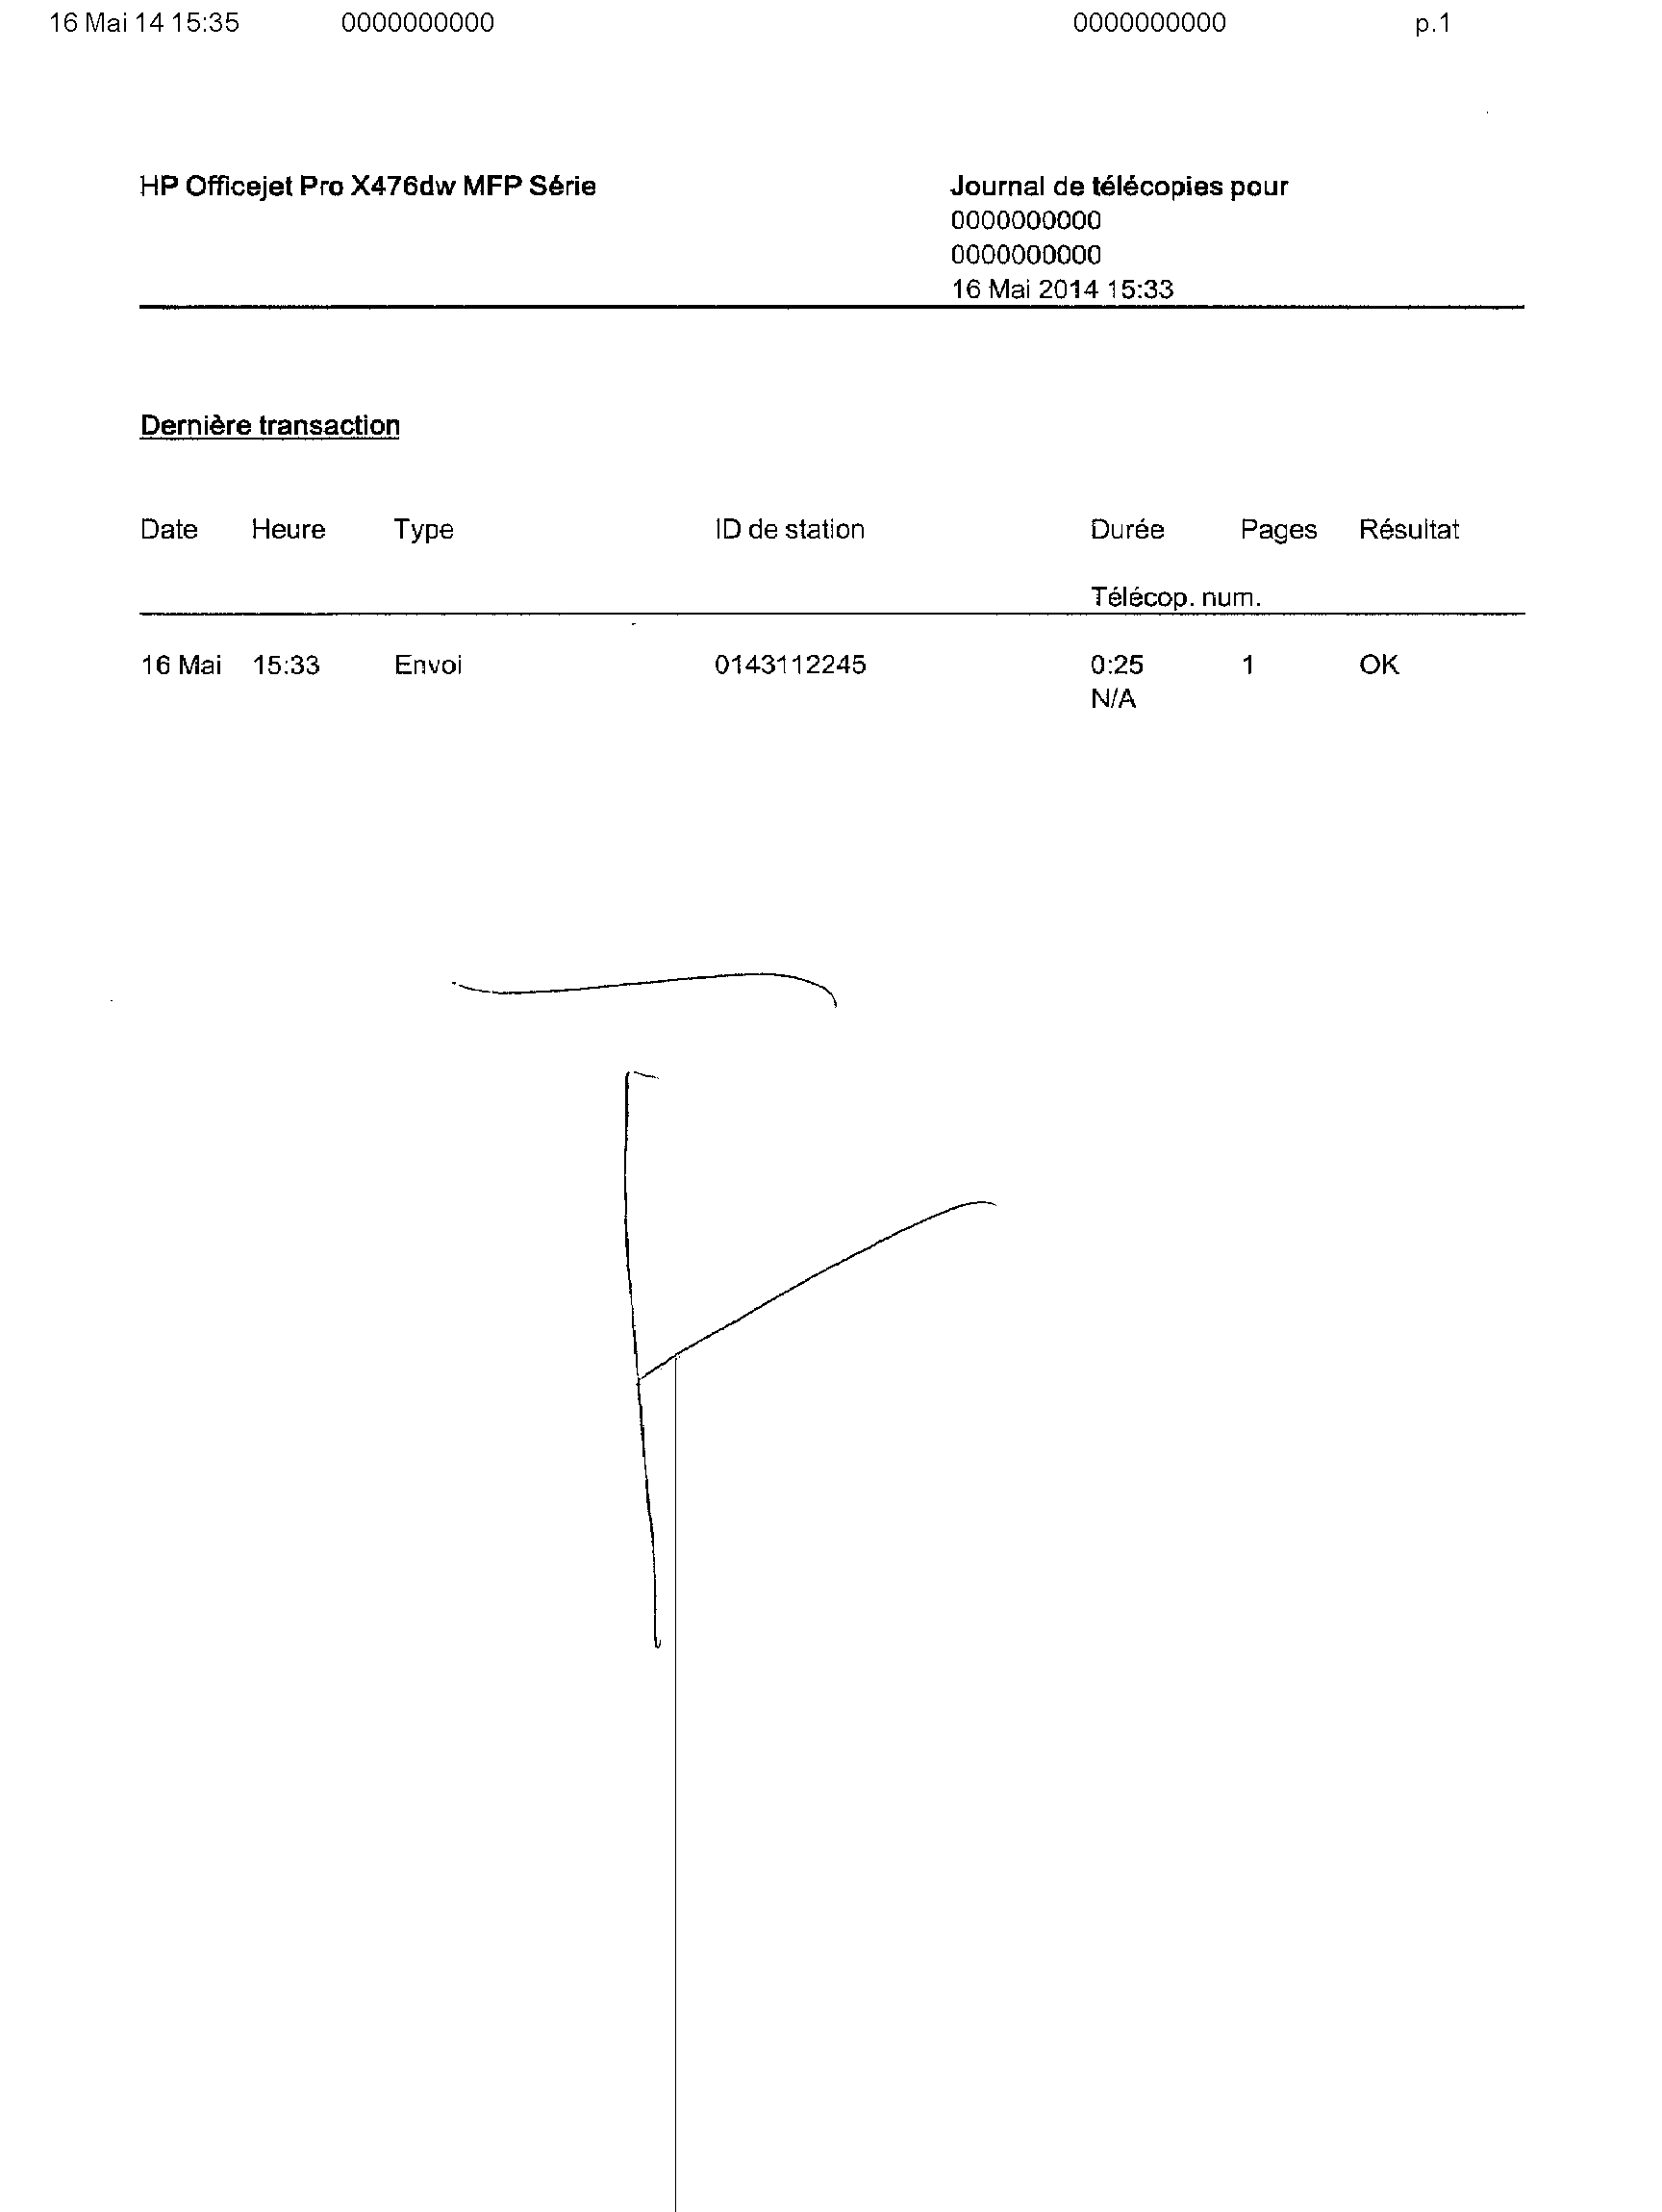 16 Mai 14 15:35 0000000000 0000000000 p.1
HP Officejet Pro X476dw MFP Série
Journal de télécopies pour
0000000000
0000000000
16 Mai 2014 15:33
Dernière transaction
Date Heure Type ID de station Durée Pages Résultat
Télécop. num.
16 Mai 15:33 Envoi 0143112245 0:25 1 OK
N/A